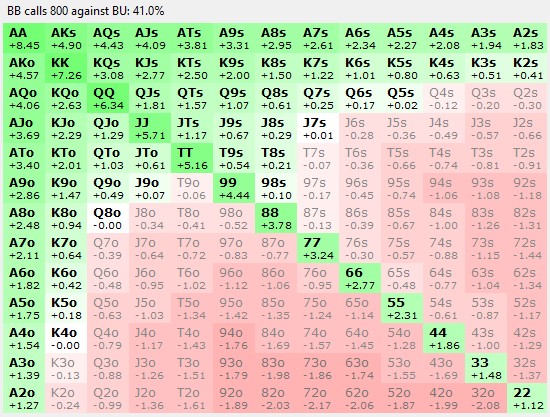 BB calls 800 against BU: 41.0%
AA AKs AQs AJs ATs A9s A8s A7s A6s A5s A4s A3s A2s
+8.45 +4.90 +4.43 +4.09 +3.81 +3.31 +2.95 +2.61 +2.34 +2.27 +2.08 +1.94 +1.83
AKo KK KQs KJs KTs K9s K8s K7s K6s K5s K4s K3s K2s
+4.57 +7.26 +3.08 +2.77 +2.50 +2.00 +1.50 +1.22 +1.01 +0.80 +0.63 +0.51 +0.41
AQo KQo QQ QJs QTs Q9s Q8s Q7s Q6s Q5s Q4s Q3s Q2s
+4.06 +2.63 +6.34 +1.81 +1.57 +1.07 +0.61 +0.25 +0.17 +0.02 -0.12 -0.20 -0.30
AJo KJo QJo JJ JTs J9s J8s J7s J6s J5s J4s J3s J2s
+3.69 +2.29 +1.29 +5.71 +1.17 +0.67 +0.29 +0.01 -0.28 -0.36 -0.49 -0.57 -0.66
ATo KTo QTo JTo TT T9s T8s T7s T6s T5s T4s T3s T2s
+3.40 +2.01 +1.03 +0.61 +5.16 +0.54 +0.21 -0.07 -0.36 -0.66 -0.74 -0.81 -0.91
A9o K9o Q9o J9o T9o 99 98s 97s 96s 95s 94s 93s 92s
+2.86 +1.47 +0.49 +0.07 -0.06 +4.44 +0.10 -0.17 -0.45 -0.74 -1.06 -1.08 -1.18
A8o K8o Q8o J8o T8o 98o 88 87s 86s 85s 84s 83s 82s
+2.48 +0.94 -0.00 -0.34 -0.41 -0.52 +3.78 -0.13 -0.39 -0.67 -1.00 -1.26 -1.31
A7o K7o Q7o J7o T7o 97o 87o 77 76s 75s 74s 73s 72s
+2.11 +0.64 -0.39 -0.64 -0.72 -0.83 -0.77 +3.24 -0.30 -0.57 -0.88 -1.15 -1.44
A6o K6o Q6o J6o T6o 96o 86o 76o 66 65s 64s 63s 62s
+1.82 +0.42 -0.48 -0.95 -1.02 -1.12 -1.06 -0.95 +2.77 -0.48 -0.77 -1.04 -1.34
A5o K5o Q5o J5o T5o 95o 85o 75o 65o 55 54s 53s 52s
+1.75 +0.18 -0.63 -1.03 -1.34 -1.42 -1.35 -1.24 -1.14 +2.31 -0.61 -0.87 -1.17
A4o K4o Q4o J4o T4o 94o 84o 74o 64o 54o 44 43s 42s
+1.54 -0.00 -0.79 -1.17 -1.43 -1.76 -1.69 -1.57 -1.45 -1.28 +1.86 -1.00 -1.29
A3o K3o Q3o J3o T3o 93o 83o 73o 63o 53o 43o 33 32s
+1.39 -0.13 -0.88 -1.26 -1.51 -1.79 -1.98 -1.86 -1.74 -1.55 -1.69 +1.48 -1.37
A2o K2o Q2o J2o T2o 92o 82o 72o 62o 52o 42o 32o 22
+1.27 -0.24 -0.99 -1.36 -1.61 -1.89 -2.03 -2.17 -2.06 -1.87 -1.99 -2.08 +1.12